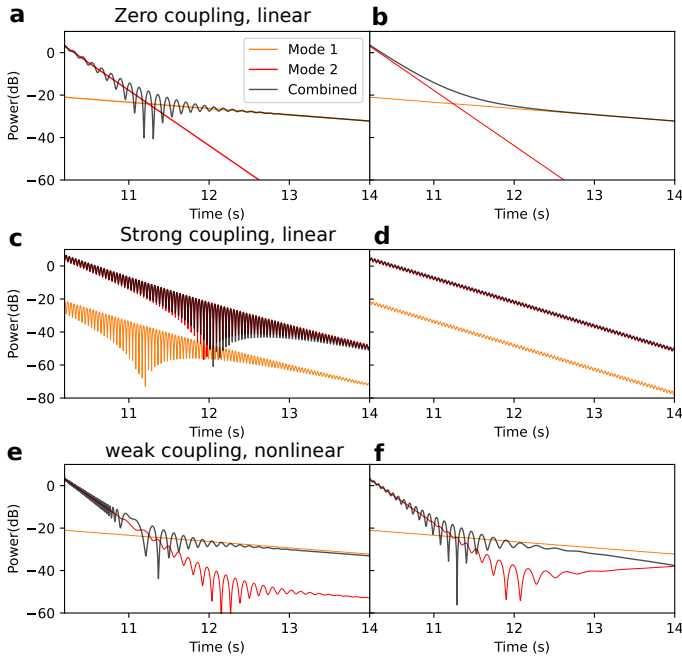 a
Zero coupling, linear
b
Mode 1
Mode 2
Combined
Power(dB)
0
−20
−40
−60
11
12
13
14
11
12
13
14
Time (s)
Time (s)
c
Strong coupling, linear
d
Power(dB)
0
−20
−40
−60
−80
11
12
13
14
11
12
13
14
Time (s)
Time (s)
e
weak coupling, nonlinear
f
Power(dB)
0
−20
−40
−60
11
12
13
14
11
12
13
14
Time (s)
Time (s)